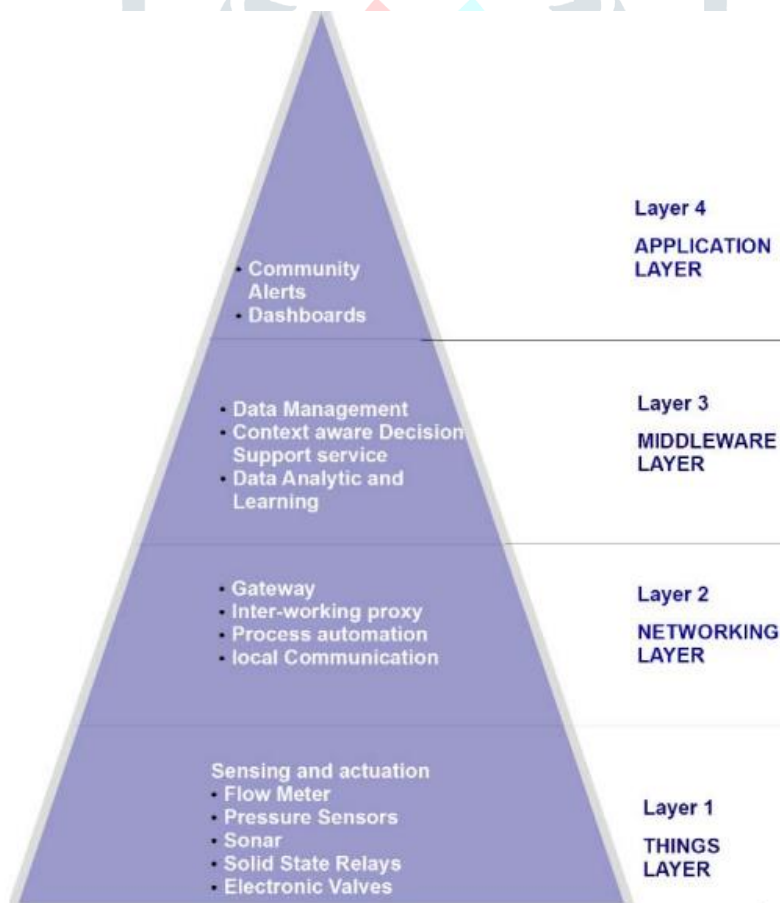 Layer 4
APPLICATION
LAYER
• Community
Alerts
• Dashboards
Layer 3
MIDDLEWARE
LAYER
• Data Management
• Context aware Decision
Support service
• Data Analytic and
Learning
Layer 2
NETWORKING
LAYER
• Gateway
• Inter-working proxy
• Process automation
• local Communication
Sensing and actuation
• Flow Meter
• Pressure Sensors
• Sonar
• Solid State Relays
• Electronic Valves
Layer 1
THINGS
LAYER